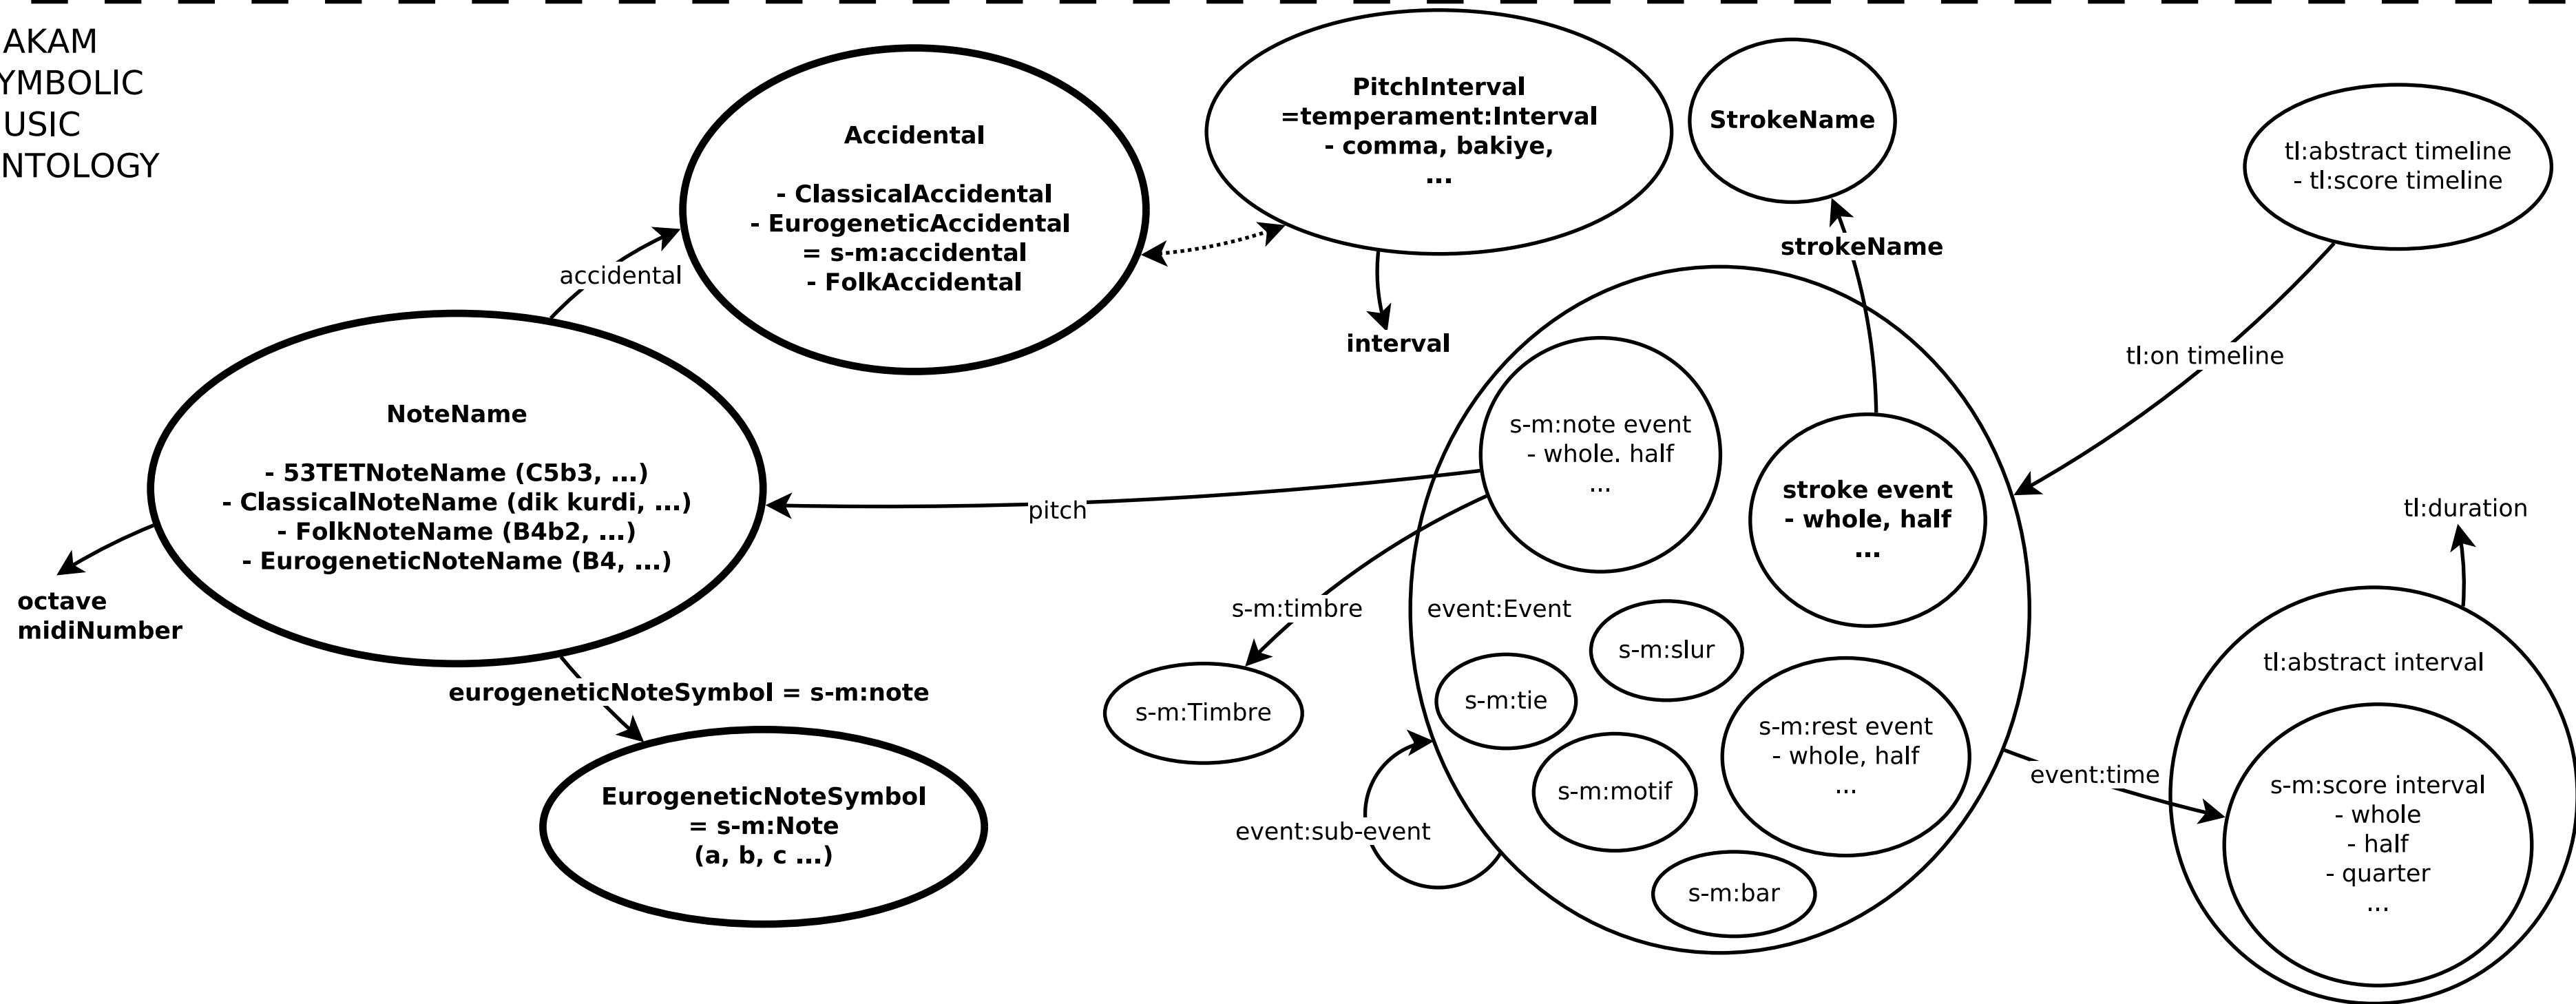 AKAM
YMBOLIC
USIC
NTOLOGY
Accidental
- ClassicalAccidental
- EurogeneticAccidental
= s-m:accidental
- FolkAccidental
PitchInterval
=temperament:Interval
- comma, bakiye,
...
StrokeName
tl:abstract timeline
- tl:score timeline
strokeName
accidental
interval
tl:on timeline
NoteName
- 53TETNoteName (C5b3, ...)
- ClassicalNoteName (dik kurdi, ...)
- FolkNoteName (B4b2, ...)
- EurogeneticNoteName (B4, ...)
s-m:note event
- whole. half
...
stroke event
- whole, half
...
pitch
tl:duration
octave
midiNumber
s-m:timbre
event:Event
s-m:slur
tl:abstract interval
eurogeneticNoteSymbol = s-m:note
s-m:tie
s-m:Timbre
s-m:rest event
- whole, half
...
event:time
s-m:score interval
- whole
- half
- quarter
...
s-m:motif
EurogeneticNoteSymbol
= s-m:Note
(a, b, c ...)
event:sub-event
s-m:bar